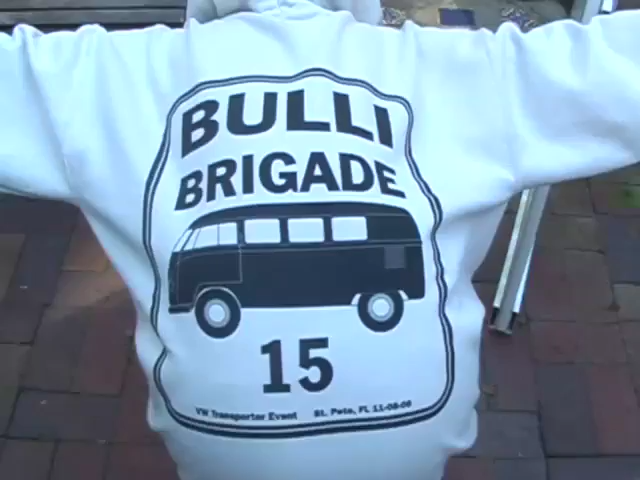 BULLI
BRIGADE
15
VW Transporter Event St. Pete, FL 11-08-08